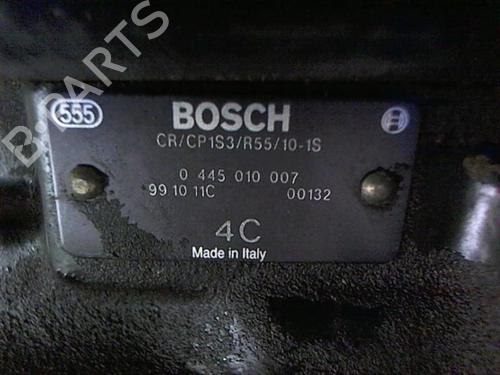 B-PARTS
555 BOSCH
CR/CP1S3/R55/10-1S
0 445 010 007
99 10 11C 00132
4C
Made in Italy